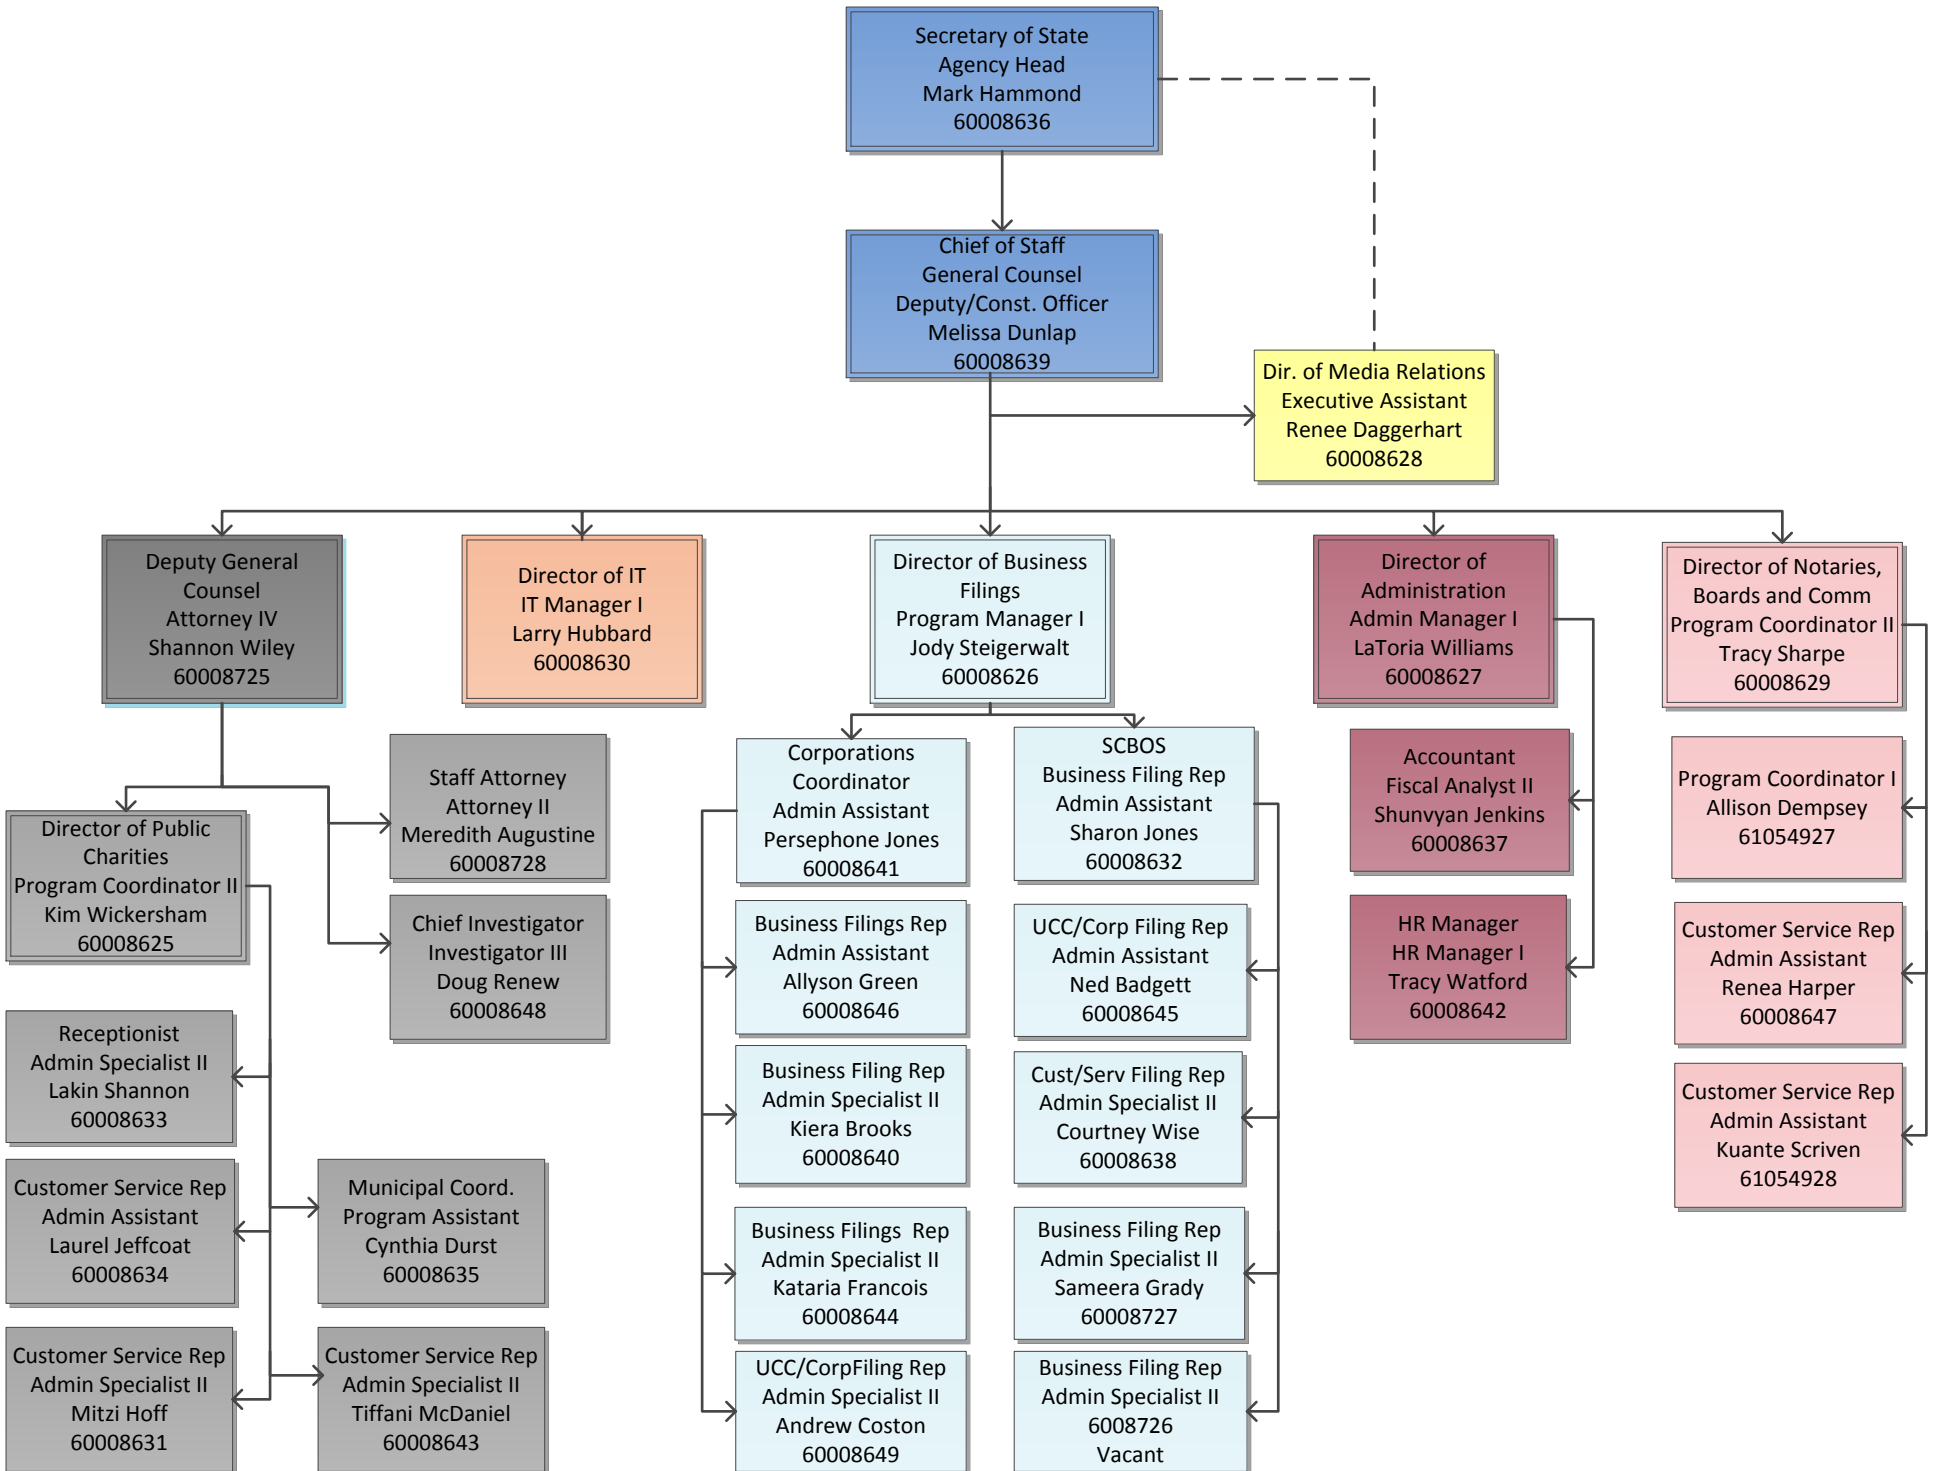 Secretary of State
Agency Head
Mark Hammond
60008636
Chief of Staff
General Counsel
Deputy/Const. Officer
Melissa Dunlap
60008639
Dir. of Media Relations
Executive Assistant
Renee Daggerhart
60008628
Deputy General
Counsel
Attorney IV
Shannon Wiley
60008725
Director of IT
IT Manager I
Larry Hubbard
60008630
Director of Business
Filings
Program Manager I
Jody Steigerwalt
60008626
Director of
Administration
Admin Manager I
LaToria Williams
60008627
Director of Notaries,
Boards and Comm
Program Coordinator II
Tracy Sharpe
60008629
Staff Attorney
Attorney II
Meredith Augustine
60008728
Director of Public
Charities
Program Coordinator II
Kim Wickersham
60008625
Chief Investigator
Investigator III
Doug Renew
60008648
Receptionist
Admin Specialist II
Lakin Shannon
60008633
Customer Service Rep
Admin Assistant
Laurel Jeffcoat
60008634
Municipal Coord.
Program Assistant
Cynthia Durst
60008635
Customer Service Rep
Admin Specialist II
Mitzi Hoff
60008631
Customer Service Rep
Admin Specialist II
Tiffani McDaniel
60008643
Corporations
Coordinator
Admin Assistant
Persephone Jones
60008641
Business Filings Rep
Admin Assistant
Allyson Green
60008646
Business Filing Rep
Admin Specialist II
Kiera Brooks
60008640
Business Filings  Rep
Admin Specialist II
Kataria Francois
60008644
UCC/CorpFiling Rep
Admin Specialist II
Andrew Coston
60008649
SCBOS
Business Filing Rep
Admin Assistant
Sharon Jones
60008632
UCC/Corp Filing Rep
Admin Assistant
Ned Badgett
60008645
Cust/Serv Filing Rep
Admin Specialist II
Courtney Wise
60008638
Business Filing Rep
Admin Specialist II
Sameera Grady
60008727
Business Filing Rep
Admin Specialist II
6008726
Vacant
Accountant
Fiscal Analyst II
Shunvyan Jenkins
60008637
HR Manager
HR Manager I
Tracy Watford
60008642
Program Coordinator I
Allison Dempsey
61054927
Customer Service Rep
Admin Assistant
Renea Harper
60008647
Customer Service Rep
Admin Assistant
Kuante Scriven
61054928